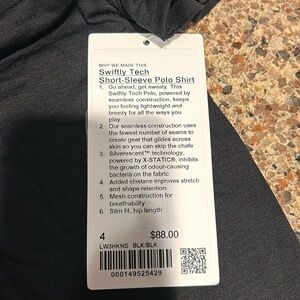 WHY WE MADE THIS
Swiftly Tech
Short-Sleeve Polo Shirt
1. Go ahead, get sweaty. This
Swiftly Tech Polo, powered by
seamless construction, keeps
you feeling lightweight and
breezy for all the ways you
play
2. Our seamless construction uses
the fewest number of seams to
create gear that glides across
skin so you can skip the chafe
3. Silverescent™ technology,
powered by X-STATIC®, inhibits
the growth of odour-causing
bacteria on the fabric
4. Added elastane improves stretch
and shape retention
5. Mesh construction for
breathability
6. Slim fit, hip length
4 $88.00
LW3HKNS BLK/BLK
000149525429